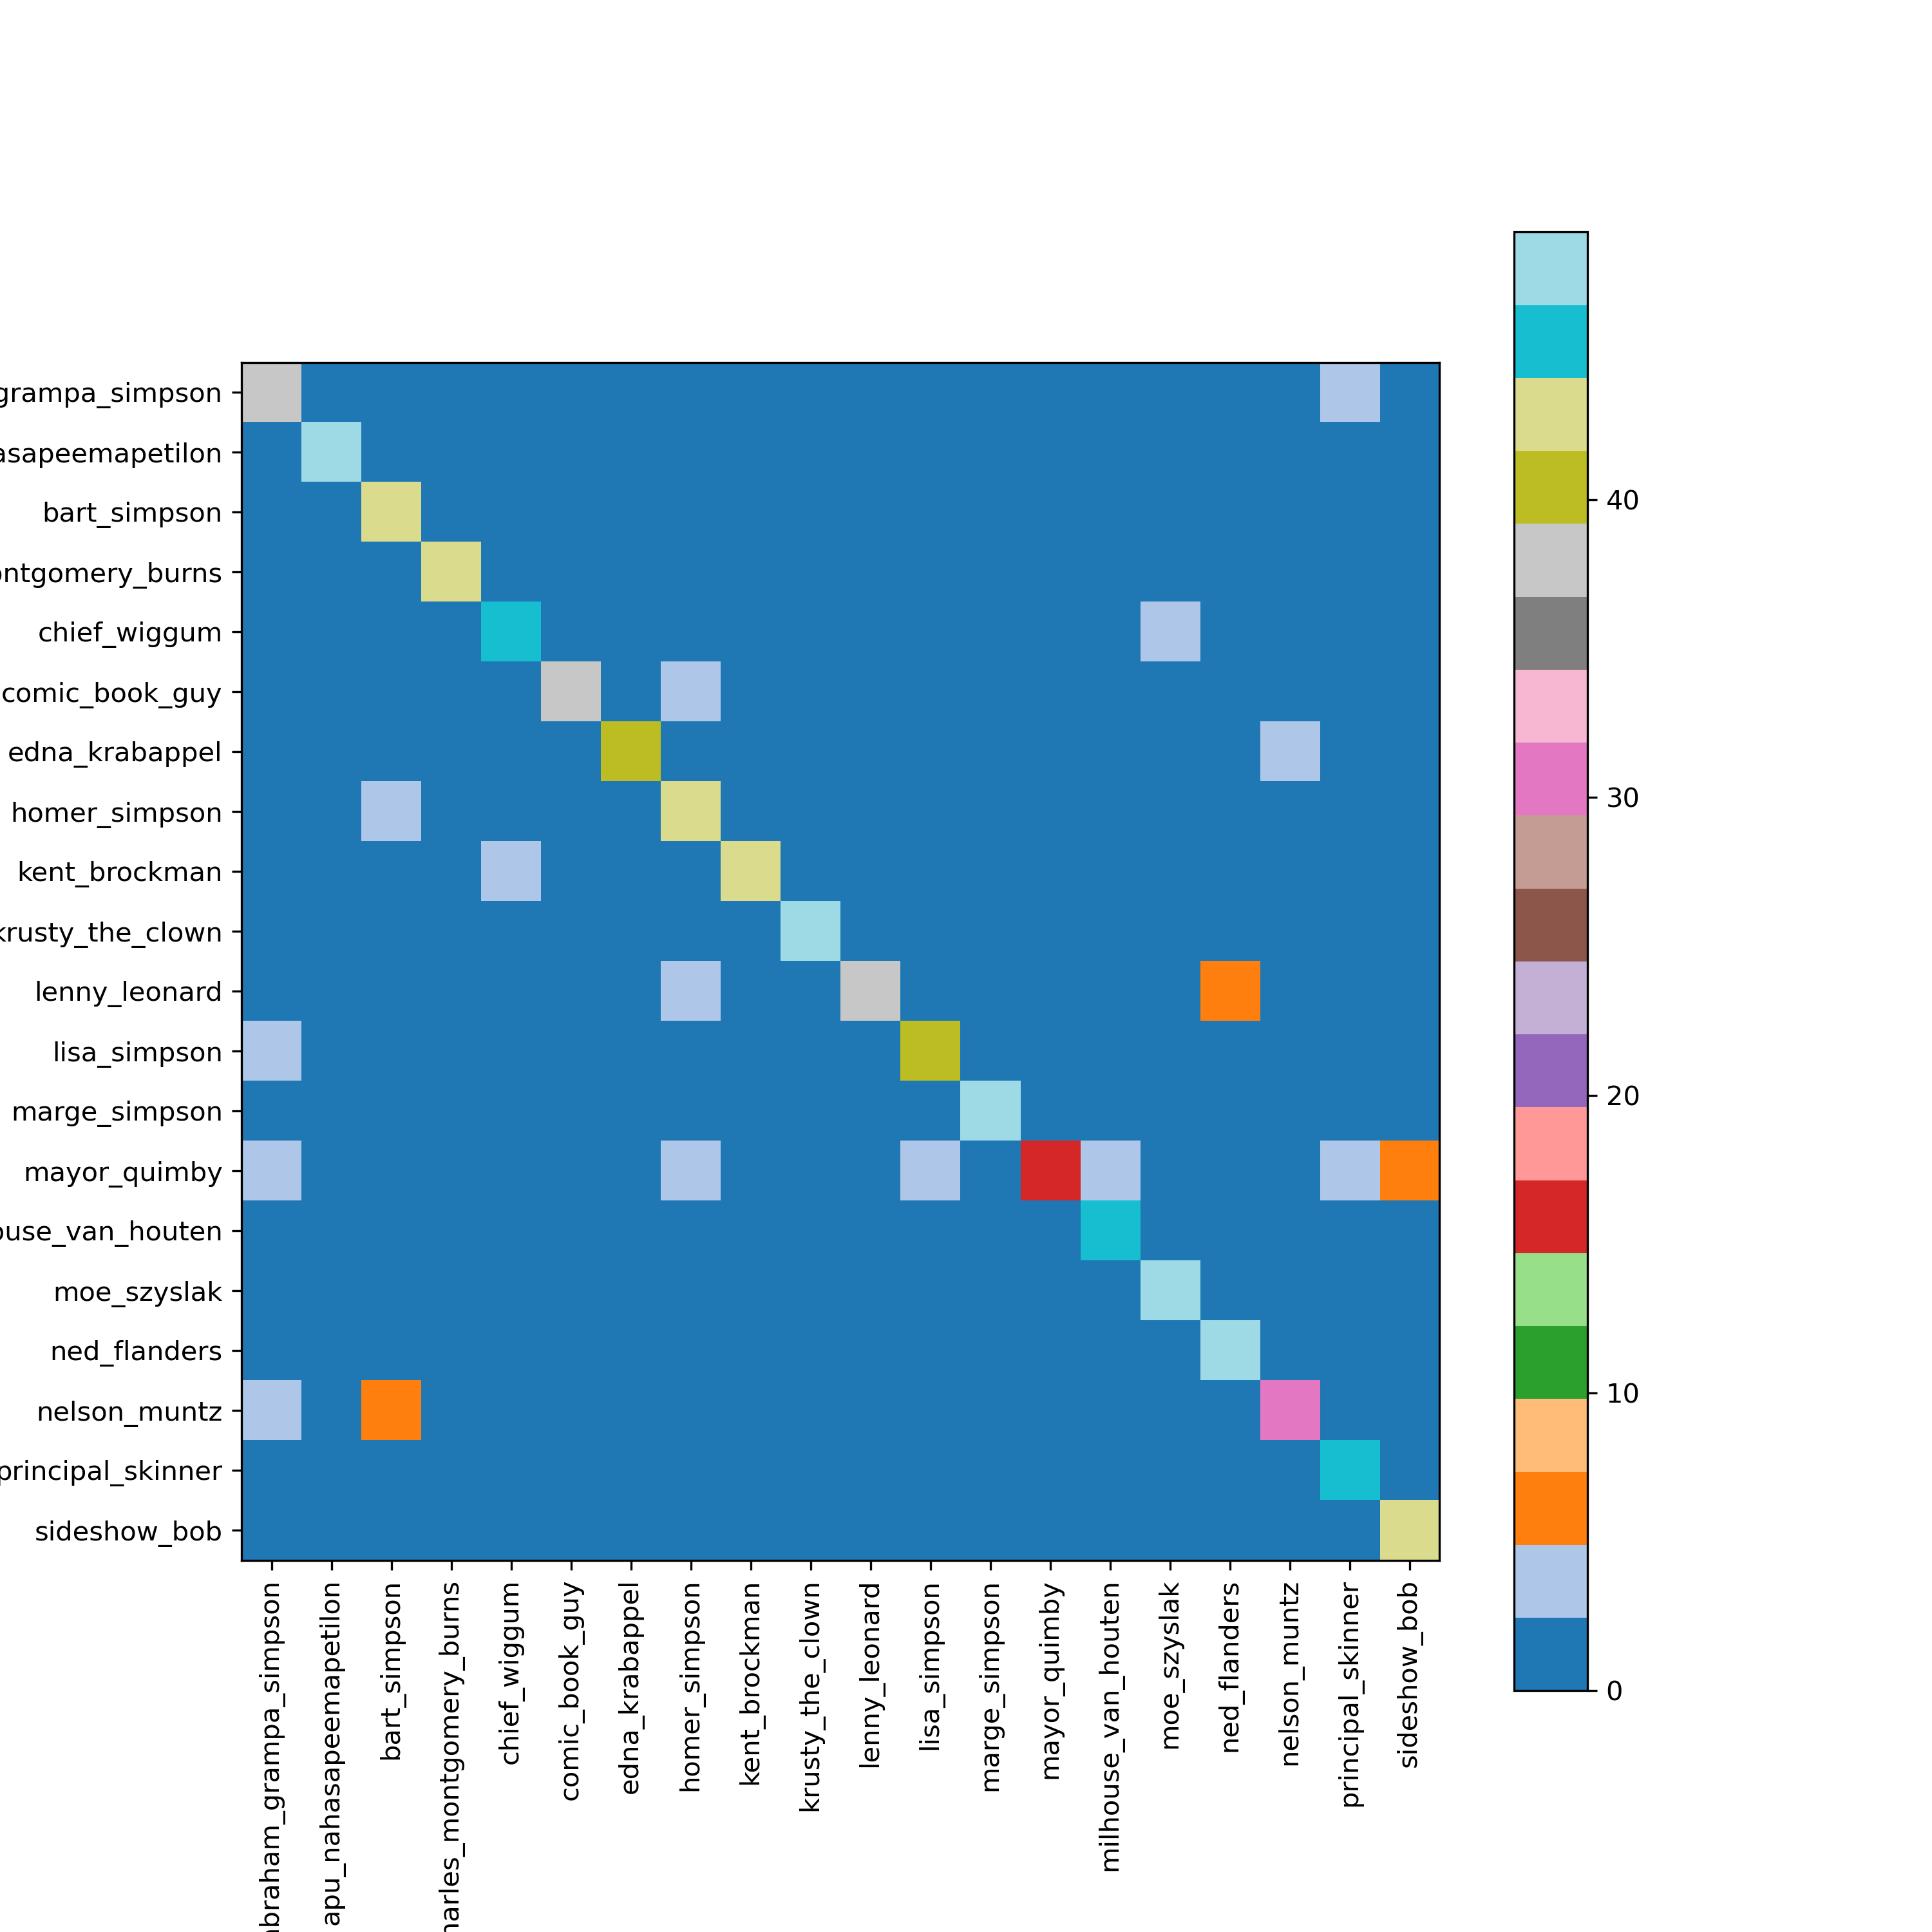 grampa_simpson
asapeemapetilon
bart_simpson
ontgomery_burns
chief_wiggum
comic_book_guy
edna_krabappel
homer_simpson
kent_brockman
krusty_the_clown
lenny_leonard
lisa_simpson
marge_simpson
mayor_quimby
ouse_van_houten
moe_szyslak
ned_flanders
nelson_muntz
principal_skinner
sideshow_bob
abraham_grampa_simpson
apu_nahasapeemapetilon
bart_simpson
harles_montgomery_burns
chief_wiggum
comic_book_guy
edna_krabappel
homer_simpson
kent_brockman
krusty_the_clown
lenny_leonard
lisa_simpson
marge_simpson
mayor_quimby
milhouse_van_houten
moe_szyslak
ned_flanders
nelson_muntz
principal_skinner
sideshow_bob
40
30
20
10
0